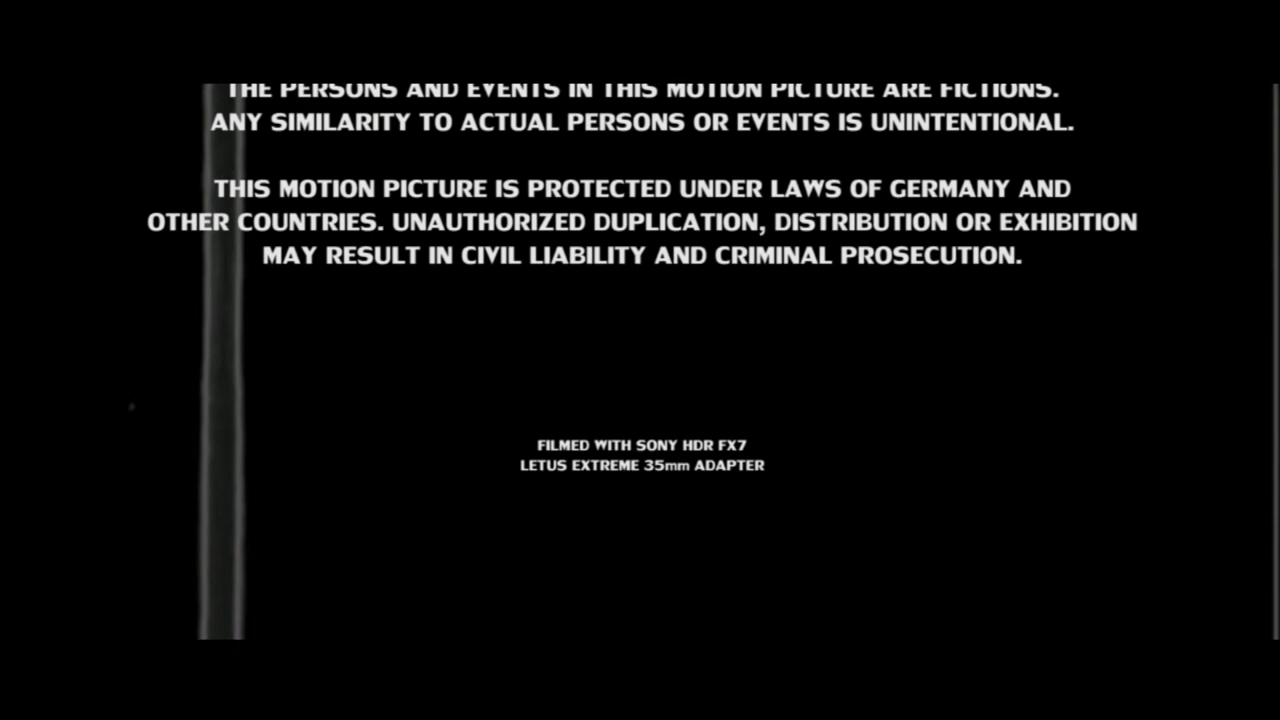 THE PERSONS AND EVENTS IN THIS MOTION PICTURE ARE FICTIONS.
ANY SIMILARITY TO ACTUAL PERSONS OR EVENTS IS UNINTENTIONAL.
THIS MOTION PICTURE IS PROTECTED UNDER LAWS OF GERMANY AND
OTHER COUNTRIES. UNAUTHORIZED DUPLICATION, DISTRIBUTION OR EXHIBITION
MAY RESULT IN CIVIL LIABILITY AND CRIMINAL PROSECUTION.
FILMED WITH SONY HDR FX7
LETUS EXTREME 35mm ADAPTER